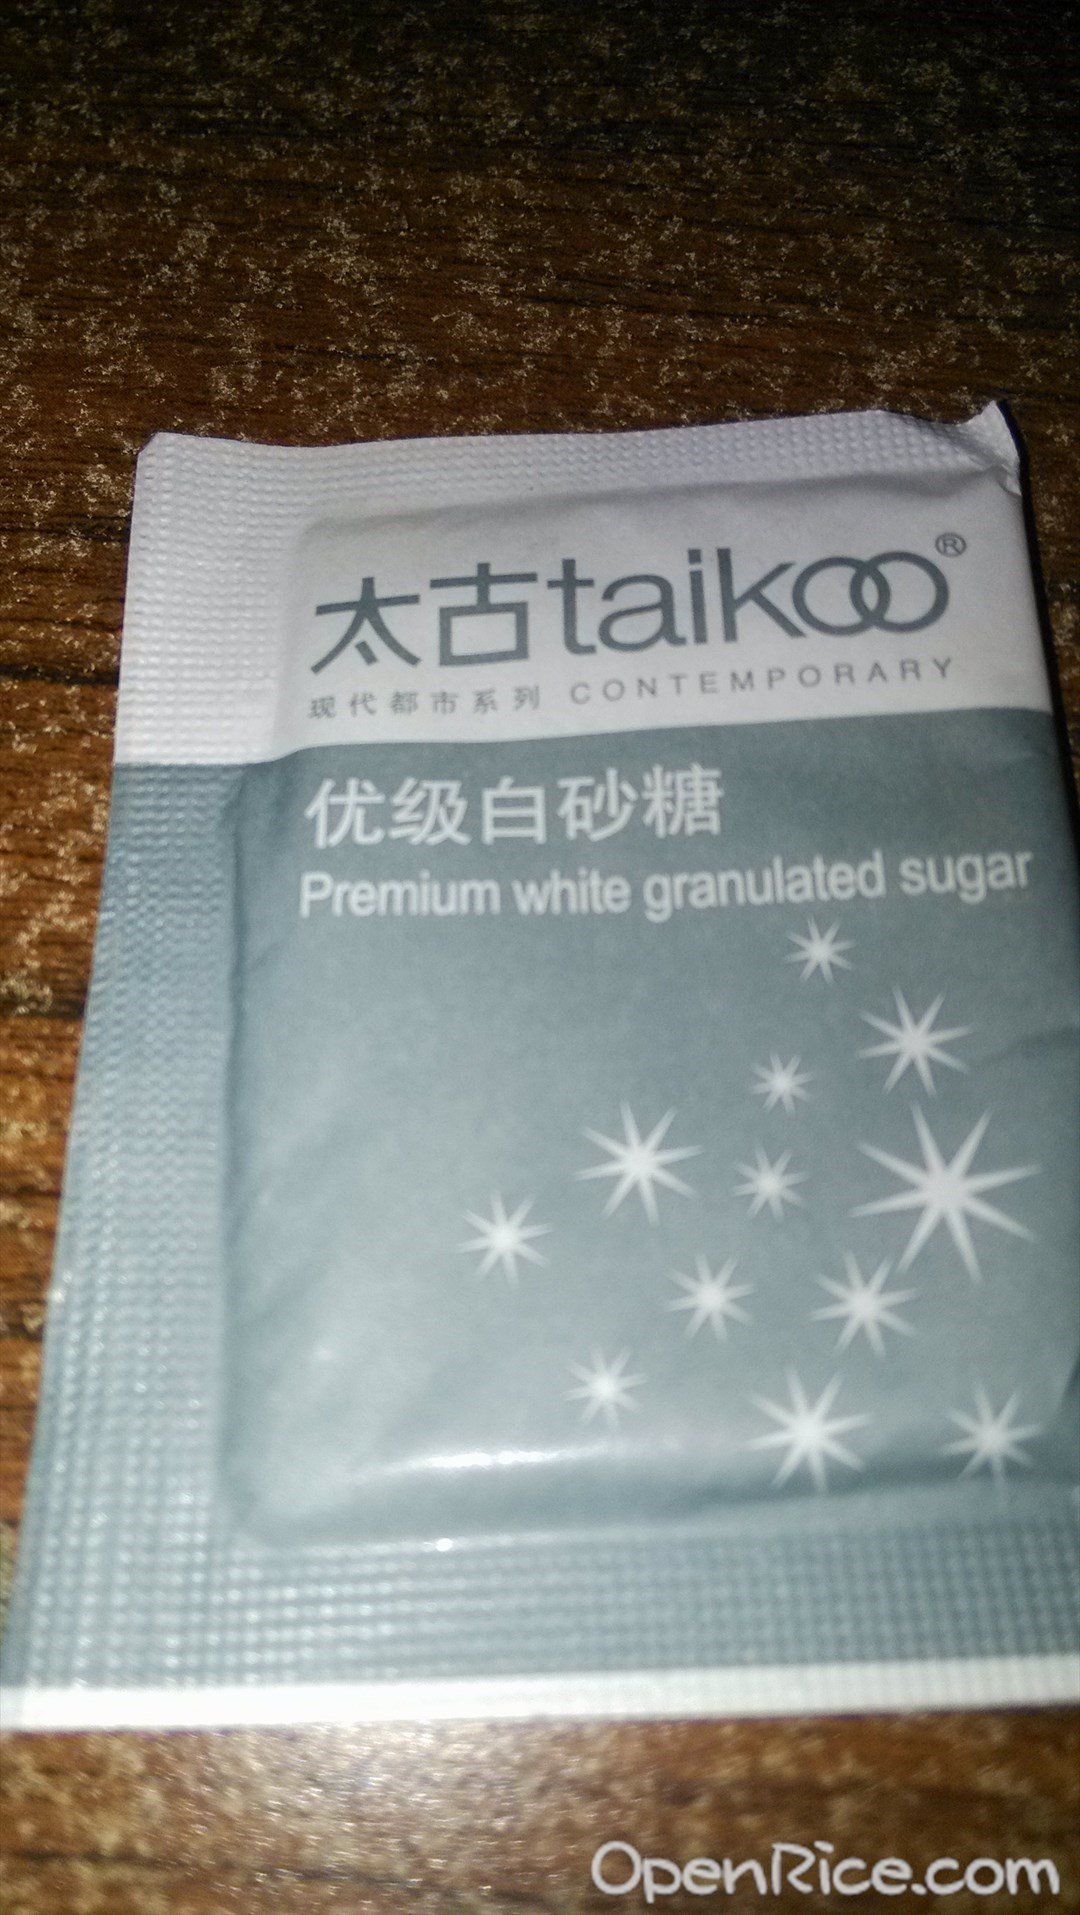 太古taikoo®
现代都市系列 CONTEMPORARY
优级白砂糖
Premium white granulated sugar
OpenRice.com